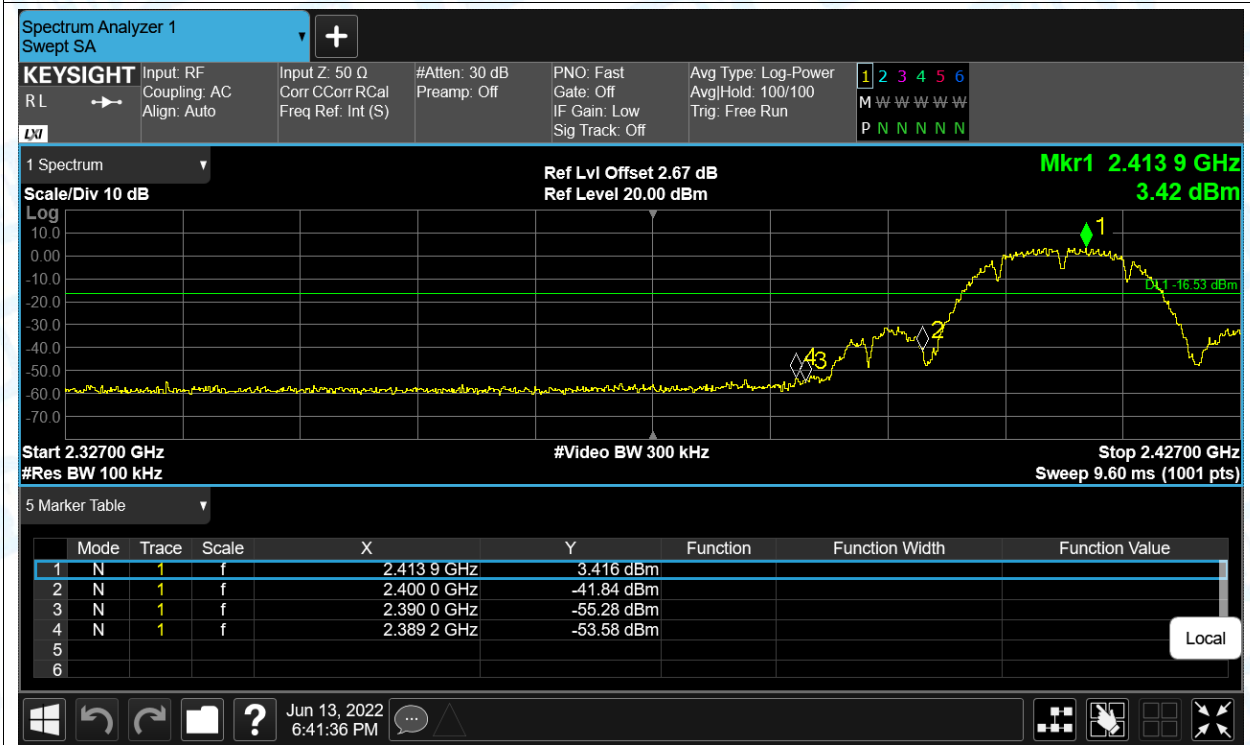 Spectrum Analyzer 1
Swept SA
+
KEYSIGHT
R L
LXI
Input: RF
Coupling: AC
Align: Auto
Input Z: 50 Ω
Corr CCorr RCal
Freq Ref: Int (S)
#Atten: 30 dB
Preamp: Off
PNO: Fast
Gate: Off
IF Gain: Low
Sig Track: Off
Avg Type: Log-Power
Avg|Hold: 100/100
Trig: Free Run
1 2 3 4 5 6
M W W W W W
P N N N N N
1 Spectrum
Scale/Div 10 dB
Ref Lvl Offset 2.67 dB
Ref Level 20.00 dBm
Mkr1 2.413 9 GHz
3.42 dBm
Log
10.0
0.00
-10.0
-20.0
-30.0
-40.0
-50.0
-60.0
-70.0
1
DL1 -16.53 dBm
2
43
Start 2.32700 GHz
#Res BW 100 kHz
#Video BW 300 kHz
Stop 2.42700 GHz
Sweep 9.60 ms (1001 pts)
5 Marker Table
Mode Trace Scale X Y Function Function Width Function Value
1 N 1 f 2.413 9 GHz 3.416 dBm
2 N 1 f 2.400 0 GHz -41.84 dBm
3 N 1 f 2.390 0 GHz -55.28 dBm
4 N 1 f 2.389 2 GHz -53.58 dBm
5
6
Local
?
Jun 13, 2022
6:41:36 PM